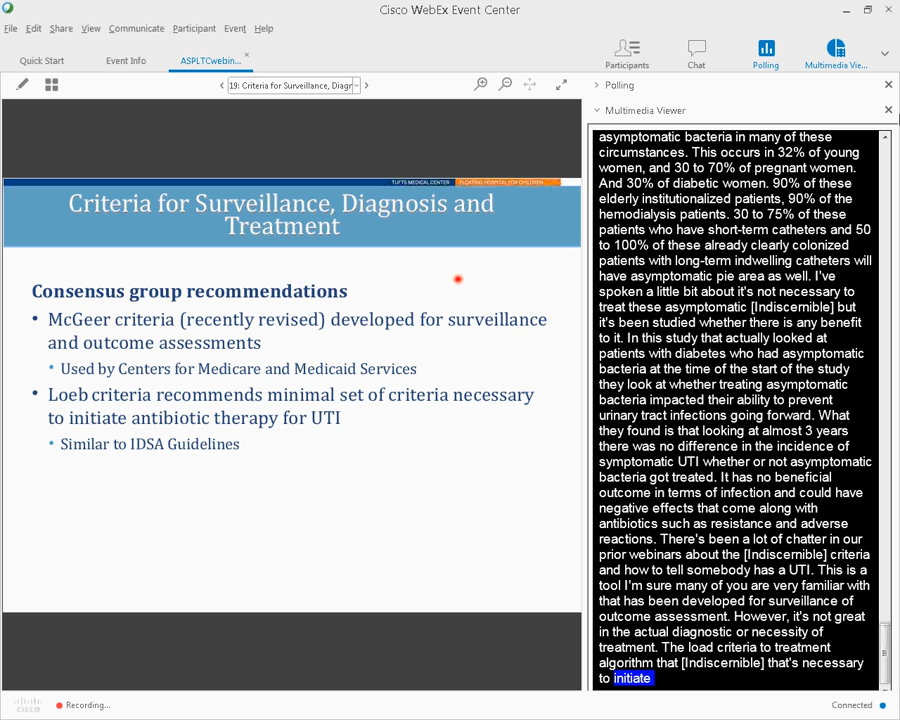 Cisco WebEx Event Center
File Edit Share View Communicate Participant Event Help
Quick Start Event Info ASPLTCwebin...
Participants Chat Polling Multimedia Vie...
19: Criteria for Surveillance, Diagr
Polling
Multimedia Viewer
TUFTS MEDICAL CENTER FLOATING HOSPITAL FOR CHILDREN
Criteria for Surveillance, Diagnosis and
Treatment
Consensus group recommendations
• McGeer criteria (recently revised) developed for surveillance
and outcome assessments
• Used by Centers for Medicare and Medicaid Services
• Loeb criteria recommends minimal set of criteria necessary
to initiate antibiotic therapy for UTI
• Similar to IDSA Guidelines
asymptomatic bacteria in many of these
circumstances. This occurs in 32% of young
women, and 30 to 70% of pregnant women.
And 30% of diabetic women. 90% of these
elderly institutionalized patients, 90% of the
hemodialysis patients. 30 to 75% of these
patients who have short-term catheters and 50
to 100% of these already clearly colonized
patients with long-term indwelling catheters will
have asymptomatic pie area as well. I've
spoken a little bit about it's not necessary to
treat these asymptomatic [Indiscernible] but
it's been studied whether there is any benefit
to it. In this study that actually looked at
patients with diabetes who had asymptomatic
bacteria at the time of the start of the study
they look at whether treating asymptomatic
bacteria impacted their ability to prevent
urinary tract infections going forward. What
they found is that looking at almost 3 years
there was no difference in the incidence of
symptomatic UTI whether or not asymptomatic
bacteria got treated. It has no beneficial
outcome in terms of infection and could have
negative effects that come along with
antibiotics such as resistance and adverse
reactions. There's been a lot of chatter in our
prior webinars about the [Indiscernible] criteria
and how to tell somebody has a UTI. This is a
tool I'm sure many of you are very familiar with
that has been developed for surveillance of
outcome assessment. However, it's not great
in the actual diagnostic or necessity of
treatment. The load criteria to treatment
algorithm that [Indiscernible] that's necessary
to initiate
cisco Recording... Connected